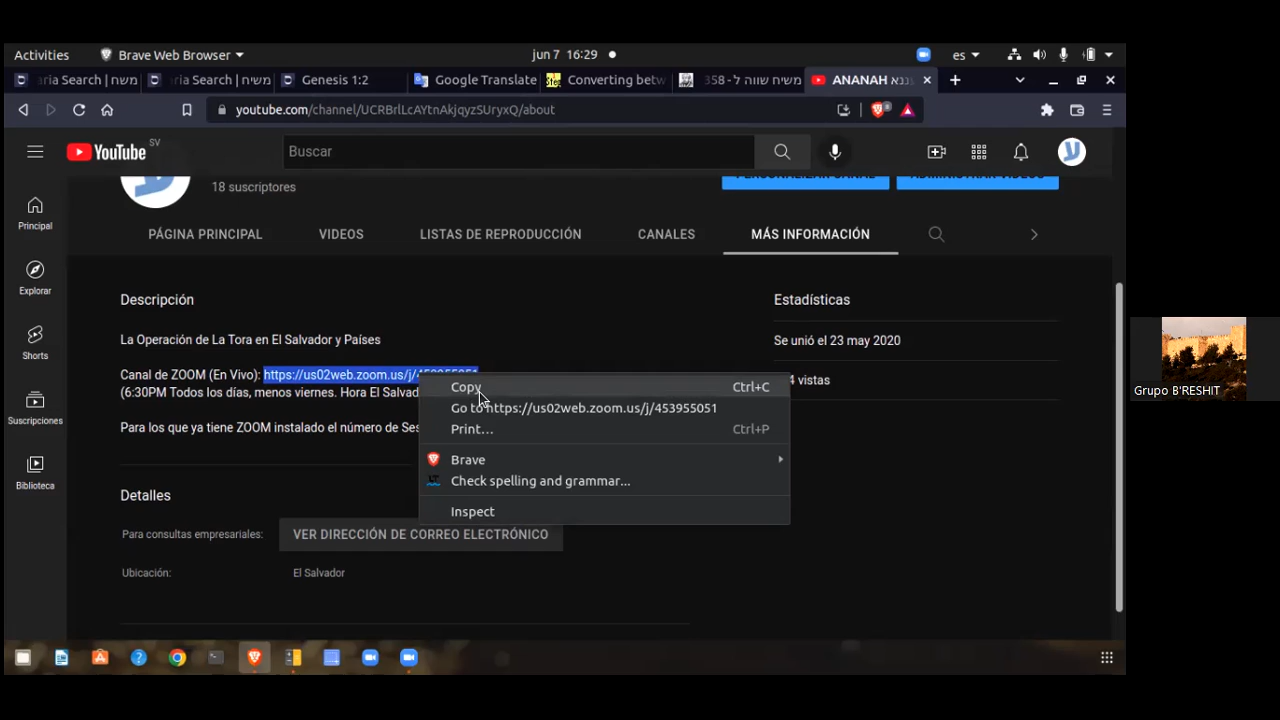 Activities
Brave Web Browser
jun 7 16:29
es
aria Search | משח
ria Search | משיח
Genesis 1:2
Google Translate
Converting betw
משיח שווה ל - 358
ANANAH עננא
youtube.com/channel/UCRBrlLcAYtnAkjqyzSUryxQ/about
YouTube
SV
Buscar
18 suscriptores
Principal
Explorar
Shorts
Suscripciones
Biblioteca
PÁGINA PRINCIPAL
VIDEOS
LISTAS DE REPRODUCCIÓN
CANALES
MÁS INFORMACIÓN
Descripción
La Operación de La Tora en El Salvador y Países
Canal de ZOOM (En Vivo): https://us02web.zoom.us/j/453955051
(6:30PM Todos los días, menos viernes. Hora El Salvad
Para los que ya tiene ZOOM instalado el número de Ses
Copy Ctrl+C
Go to https://us02web.zoom.us/j/453955051
Print… Ctrl+P
Brave
Check spelling and grammar...
Inspect
Detalles
Para consultas empresariales:
VER DIRECCIÓN DE CORREO ELECTRÓNICO
Ubicación:
El Salvador
Estadísticas
Se unió el 23 may 2020
4 vistas
Grupo B'RESHIT